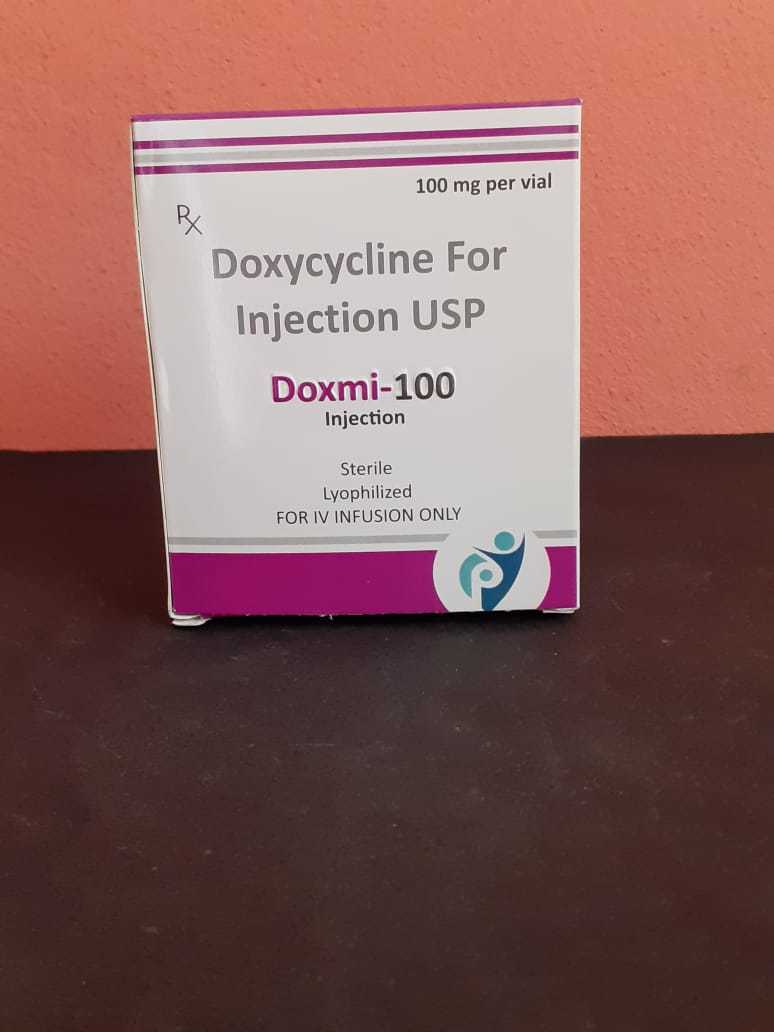 100 mg per vial
Rx
Doxycycline For
Injection USP
Doxmi-100
Injection
Sterile
Lyophilized
FOR IV INFUSION ONLY